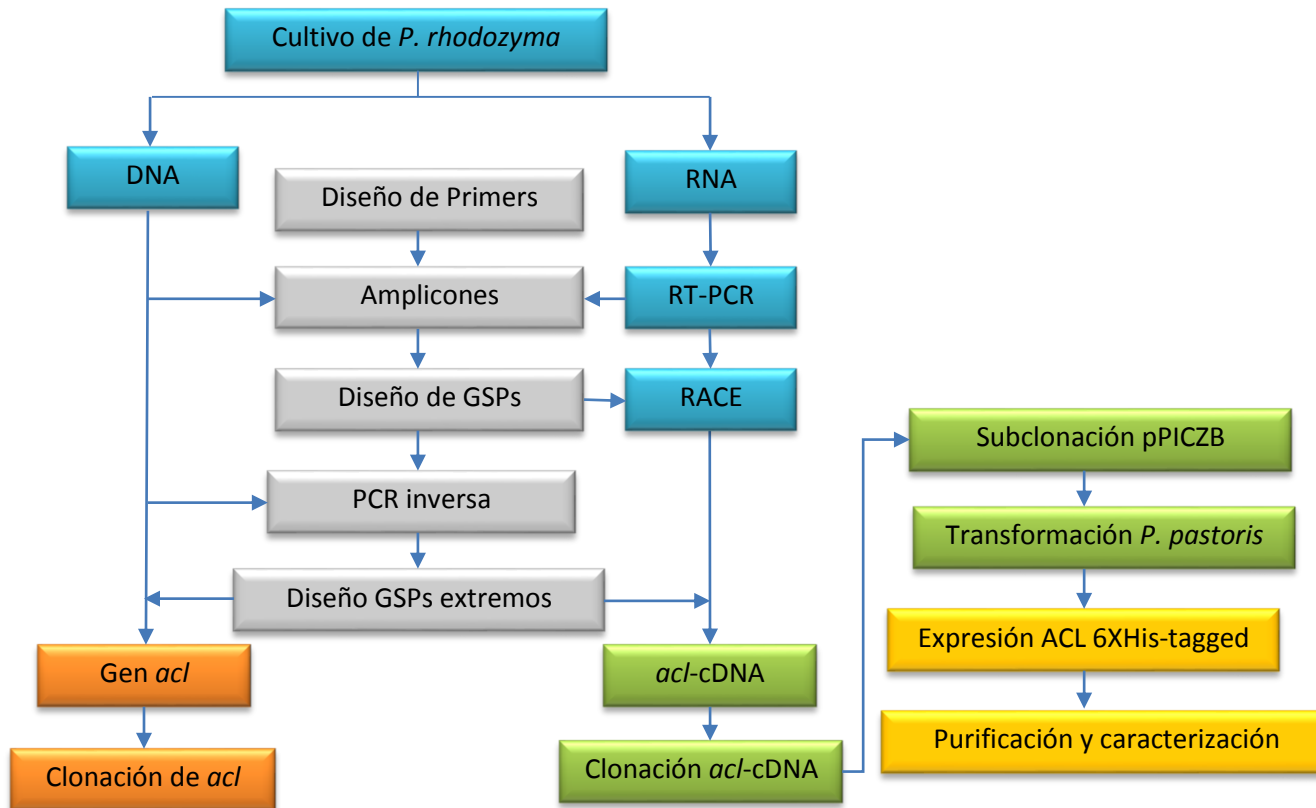 Cultivo de P. rhodozyma
DNA
Diseño de Primers
RNA
Amplicones
RT-PCR
Diseño de GSPs
RACE
PCR inversa
Diseño GSPs extremos
Gen acl
Clonación de acl
acl-cDNA
Clonación acl-cDNA
Subclonación pPICZB
Transformación P. pastoris
Expresión ACL 6XHis-tagged
Purificación y caracterización